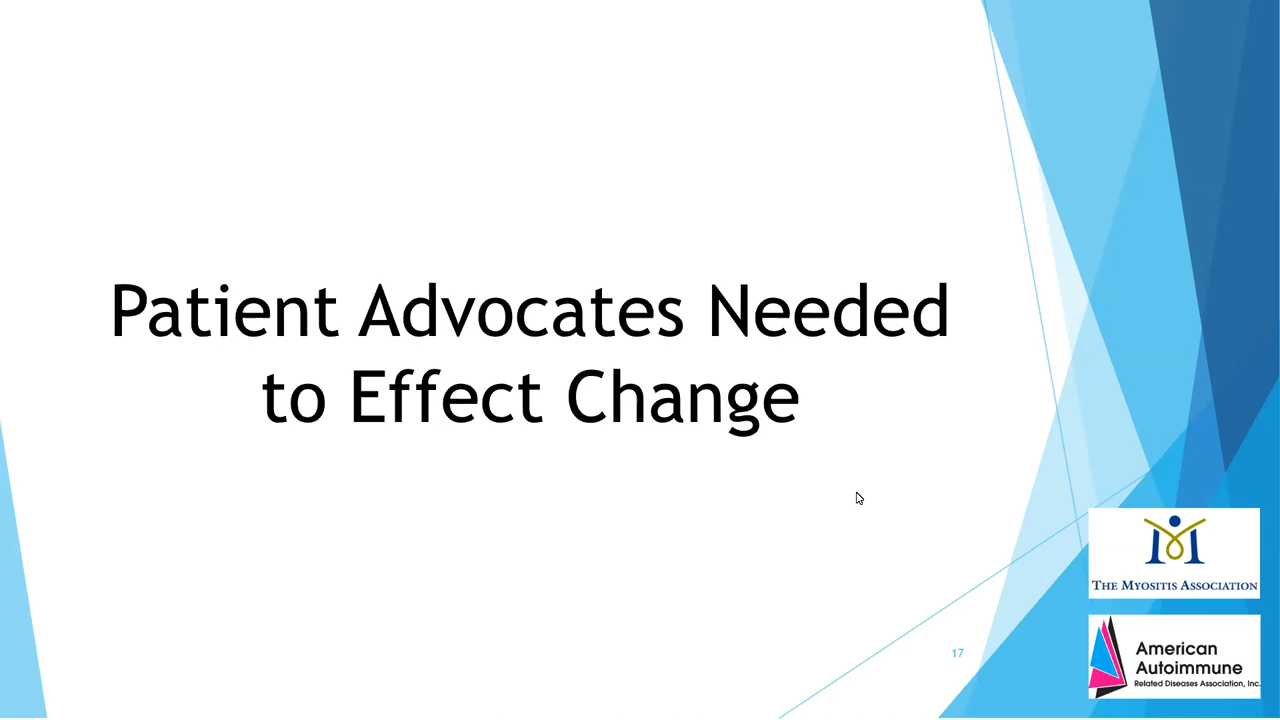 Patient Advocates Needed
to Effect Change
THE MYOSITIS ASSOCIATION
17
American
Autoimmune
Related Diseases Association, Inc.